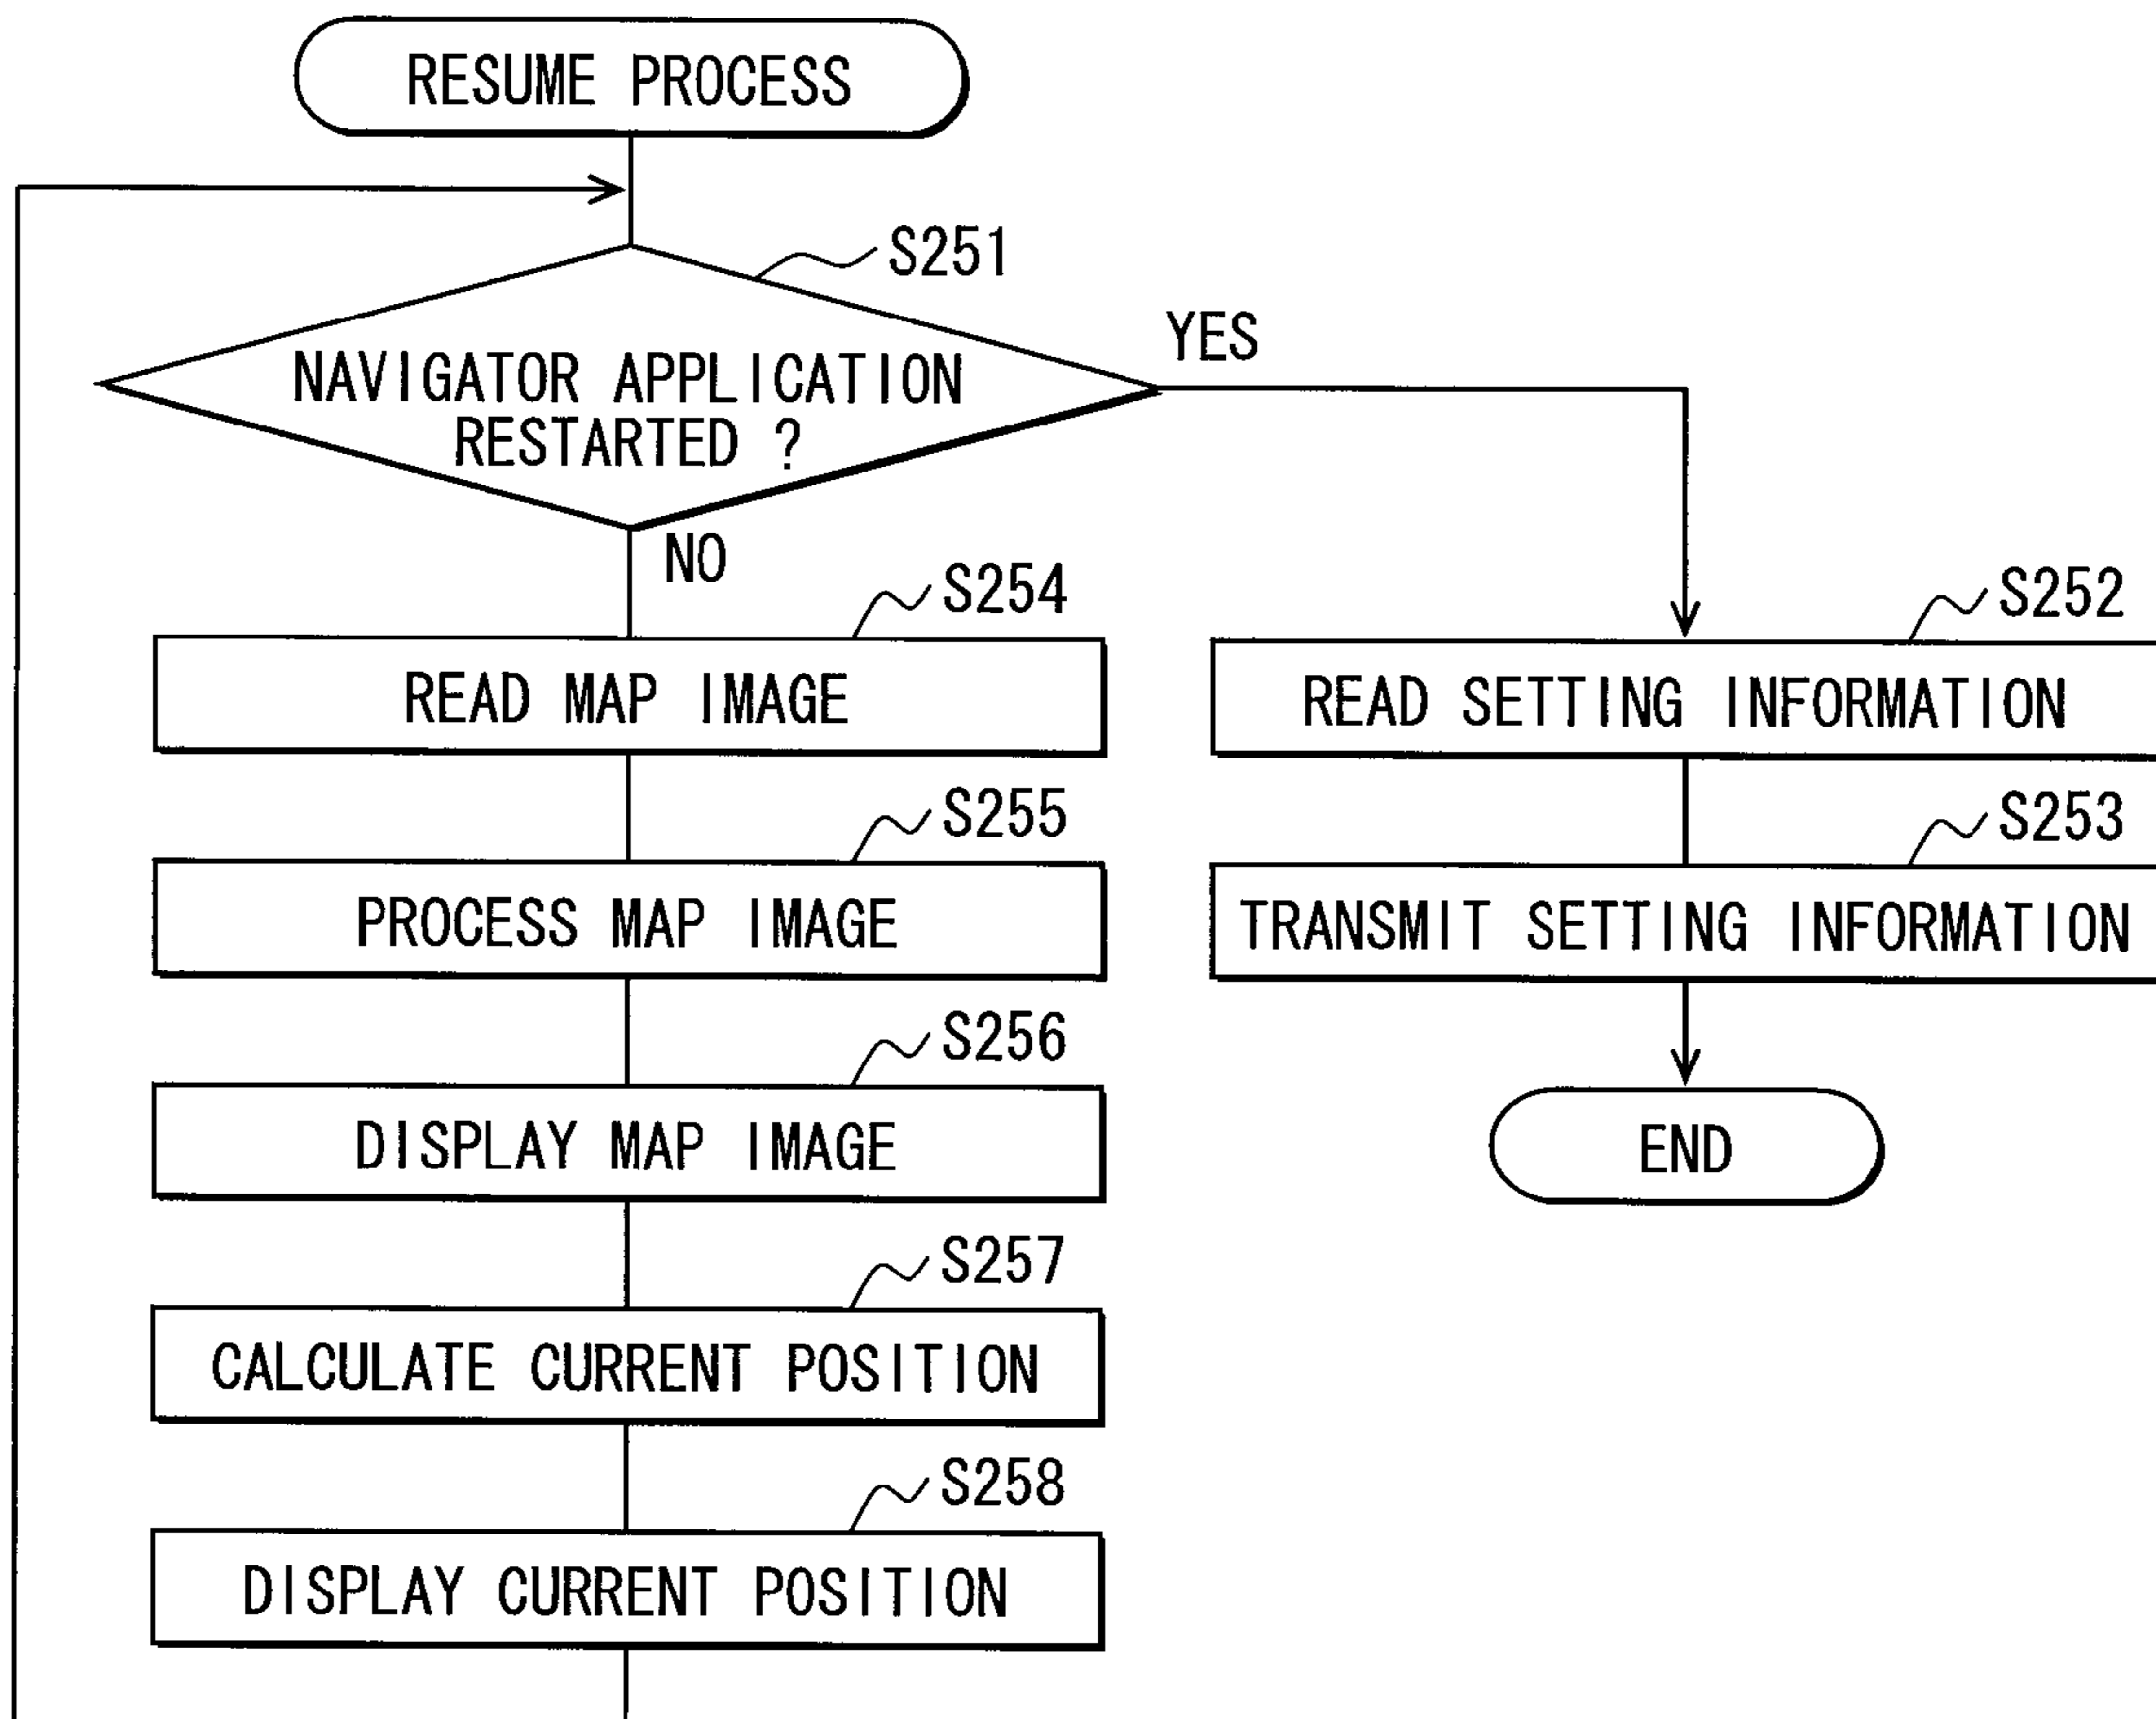 RESUME PROCESS
S251
NAVIGATOR APPLICATION
RESTARTED ?
YES
NO
S254
READ MAP IMAGE
S255
PROCESS MAP IMAGE
S256
DISPLAY MAP IMAGE
S257
CALCULATE CURRENT POSITION
S258
DISPLAY CURRENT POSITION
S252
READ SETTING INFORMATION
S253
TRANSMIT SETTING INFORMATION
END